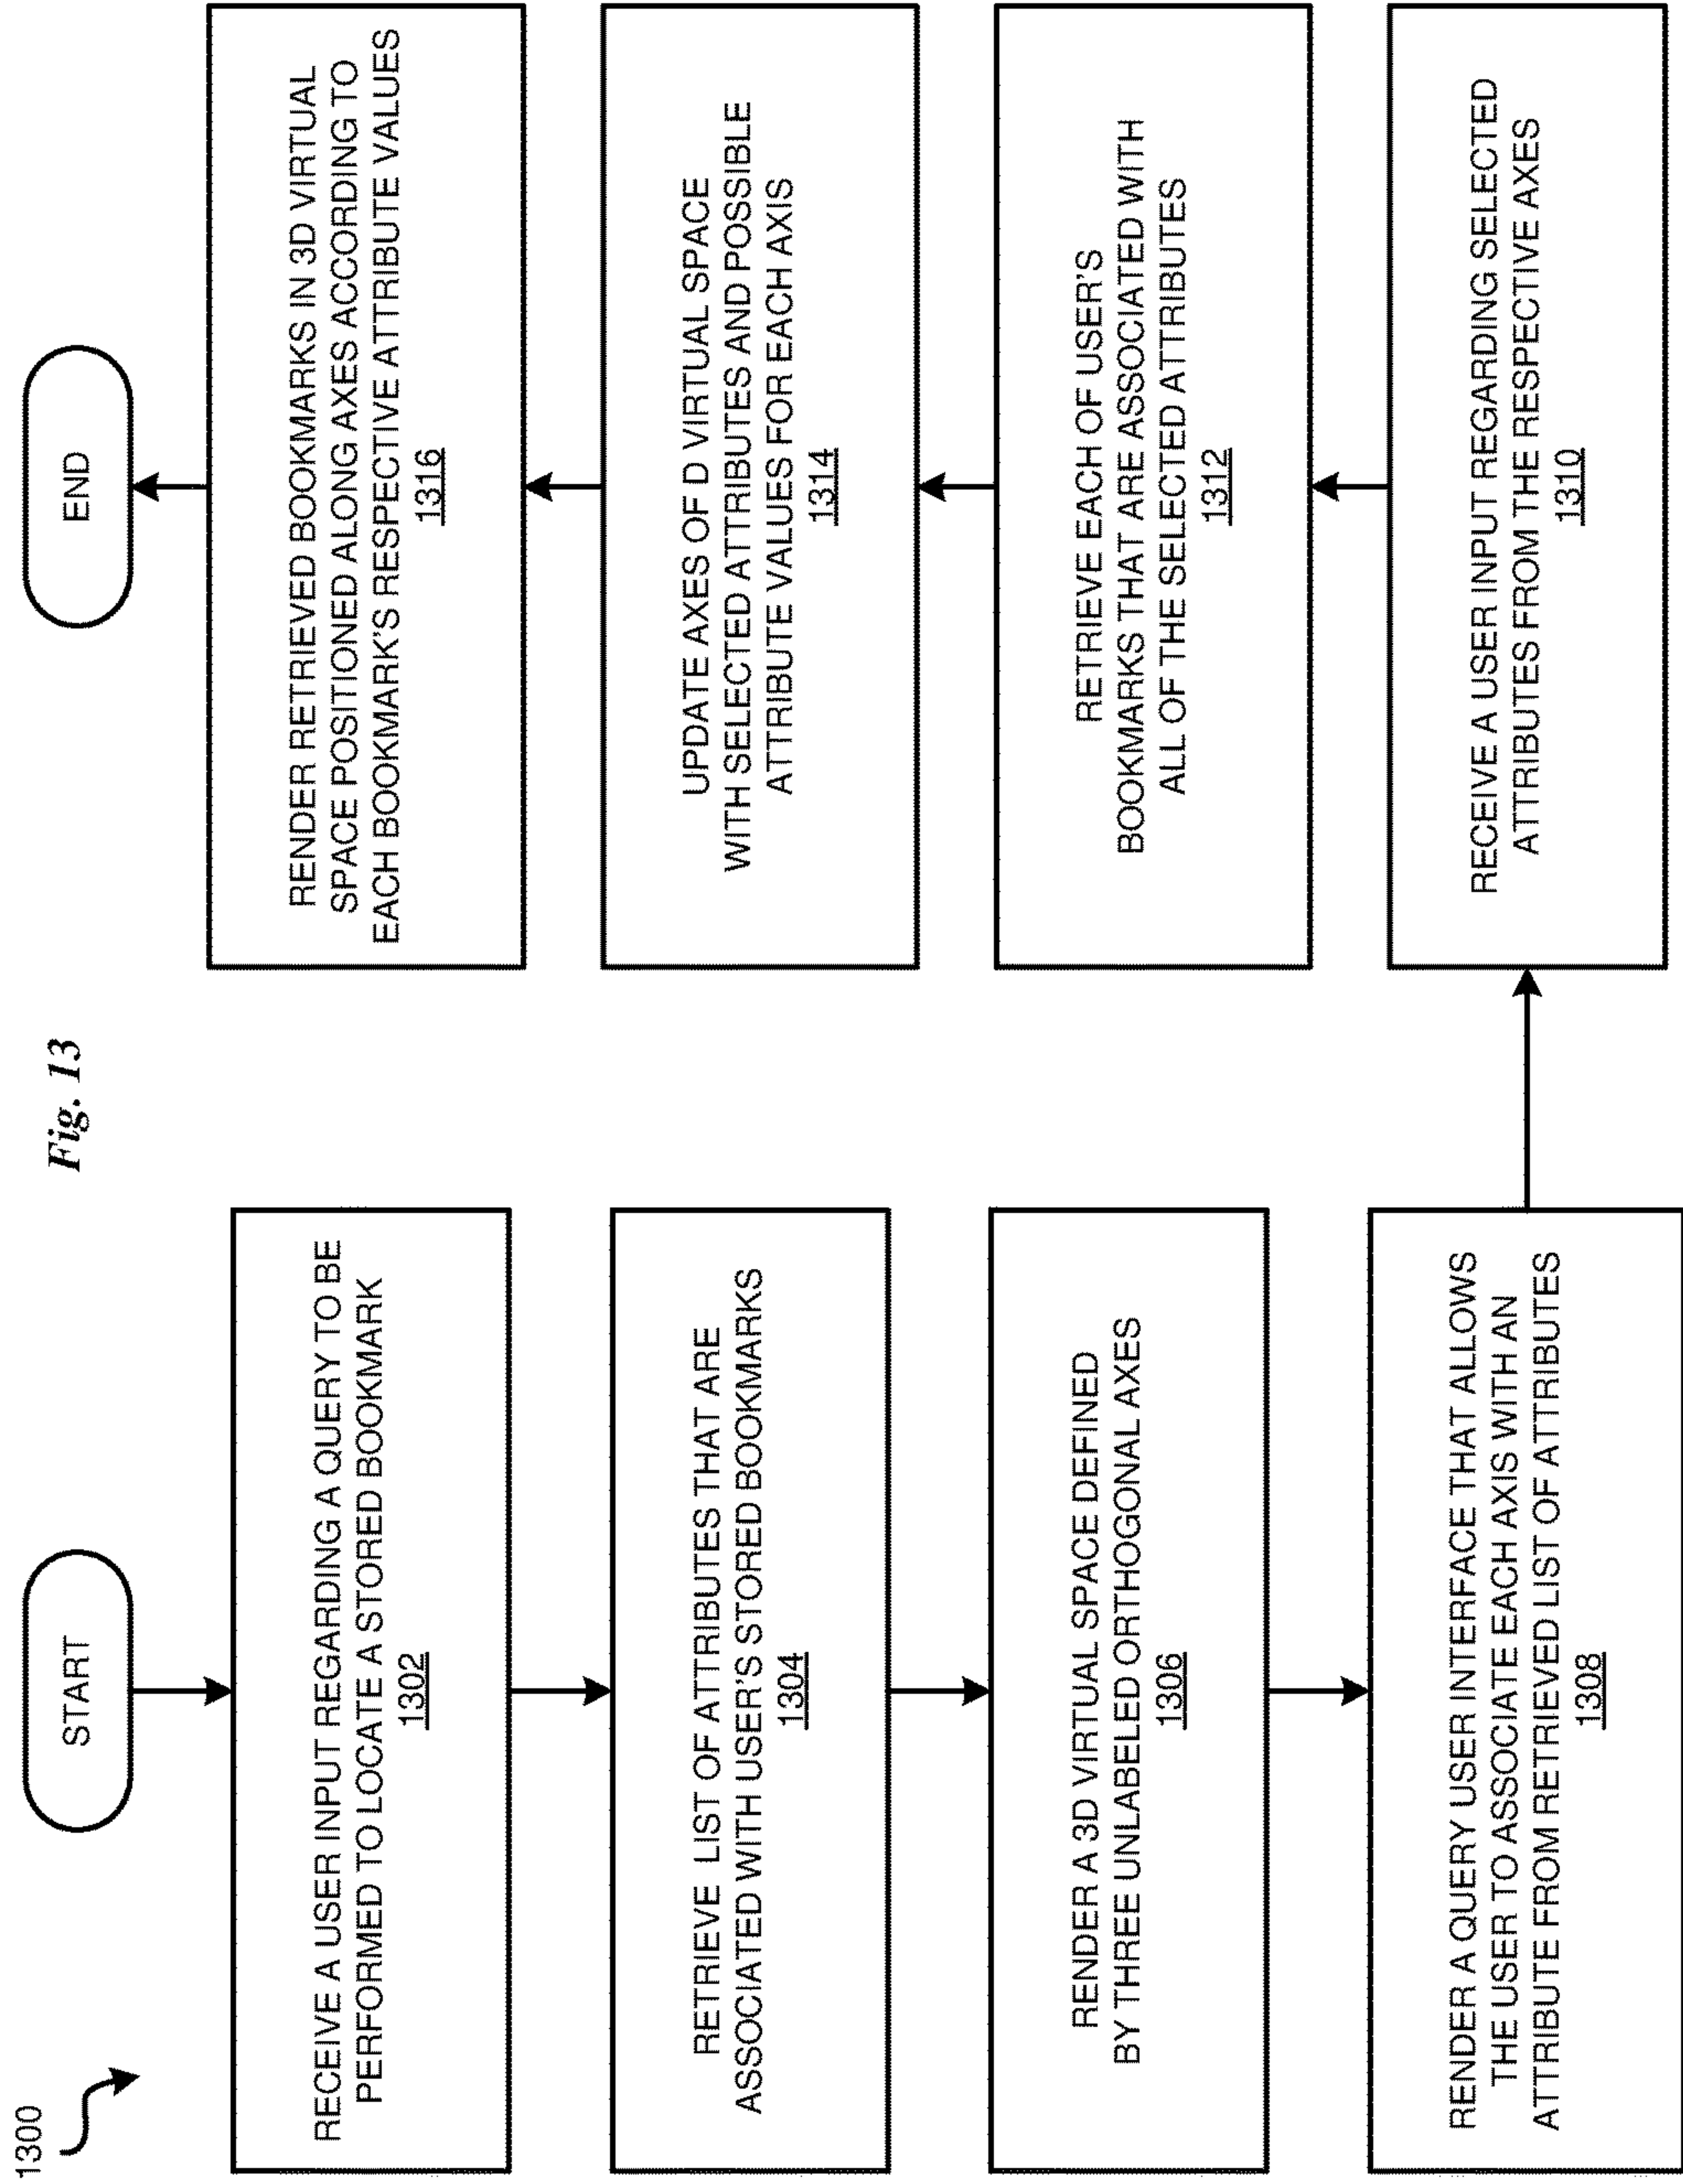 Fig. 13
1300
START
RECEIVE A USER INPUT REGARDING A QUERY TO BE
PERFORMED TO LOCATE A STORED BOOKMARK
1302
RETRIEVE LIST OF ATTRIBUTES THAT ARE
ASSOCIATED WITH USER'S STORED BOOKMARKS
1304
RENDER A 3D VIRTUAL SPACE DEFINED
BY THREE UNLABELED ORTHOGONAL AXES
1306
RENDER A QUERY USER INTERFACE THAT ALLOWS
THE USER TO ASSOCIATE EACH AXIS WITH AN
ATTRIBUTE FROM RETRIEVED LIST OF ATTRIBUTES
1308
RECEIVE A USER INPUT REGARDING SELECTED
ATTRIBUTES FROM THE RESPECTIVE AXES
1310
RETRIEVE EACH OF USER'S
BOOKMARKS THAT ARE ASSOCIATED WITH
ALL OF THE SELECTED ATTRIBUTES
1312
UPDATE AXES OF D VIRTUAL SPACE
WITH SELECTED ATTRIBUTES AND POSSIBLE
ATTRIBUTE VALUES FOR EACH AXIS
1314
RENDER RETRIEVED BOOKMARKS IN 3D VIRTUAL
SPACE POSITIONED ALONG AXES ACCORDING TO
EACH BOOKMARK'S RESPECTIVE ATTRIBUTE VALUES
1316
END